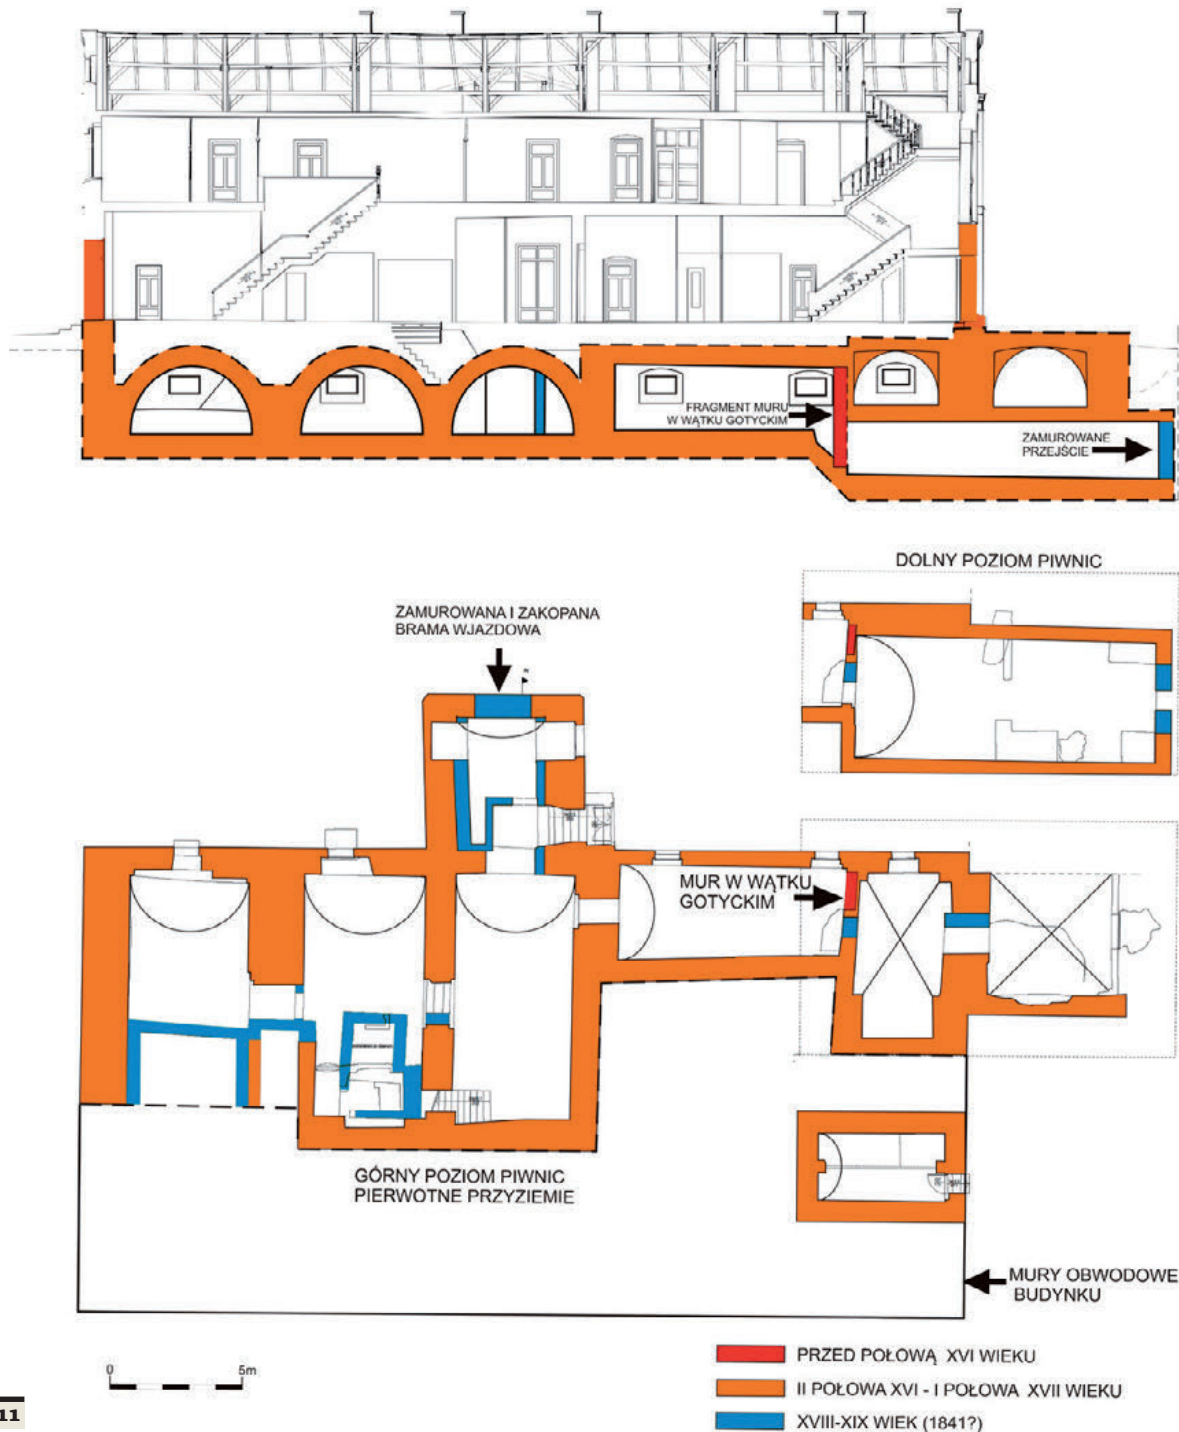 FRAGMENT MURU
W WĄTKU GOTYCKIM
ZAMUROWANE
PRZEJŚCIE
DOLNY POZIOM PIWNIC
ZAMUROWANA I ZAKOPANA
BRAMA WJAZDOWA
MUR W WĄTKU
GOTYCKIM
GÓRNY POZIOM PIWNIC
PIERWOTNE PRZYZIEMIE
MURY OBWODOWE
BUDYNKU
0 5m
PRZED POŁOWĄ XVI WIEKU
II POŁOWA XVI - I POŁOWA XVII WIEKU
XVIII-XIX WIEK (1841?)
11